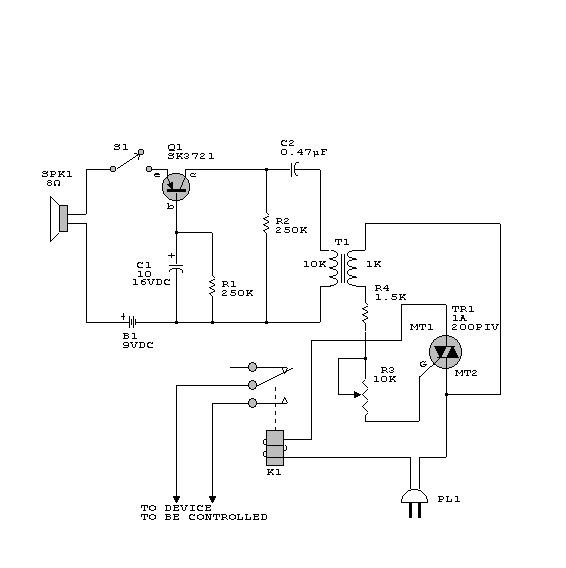 S1
Q1
SK3721
C2
0.47µF
e
c
SPK1
8Ω
b
R2
250K
T1
10K
1K
+
C1
10
16VDC
R1
250K
R4
1.5K
TR1
1A
200PIV
MT1
+
B1
9VDC
G
R3
10K
MT2
K1
PL1
TO DEVICE
TO BE CONTROLLED